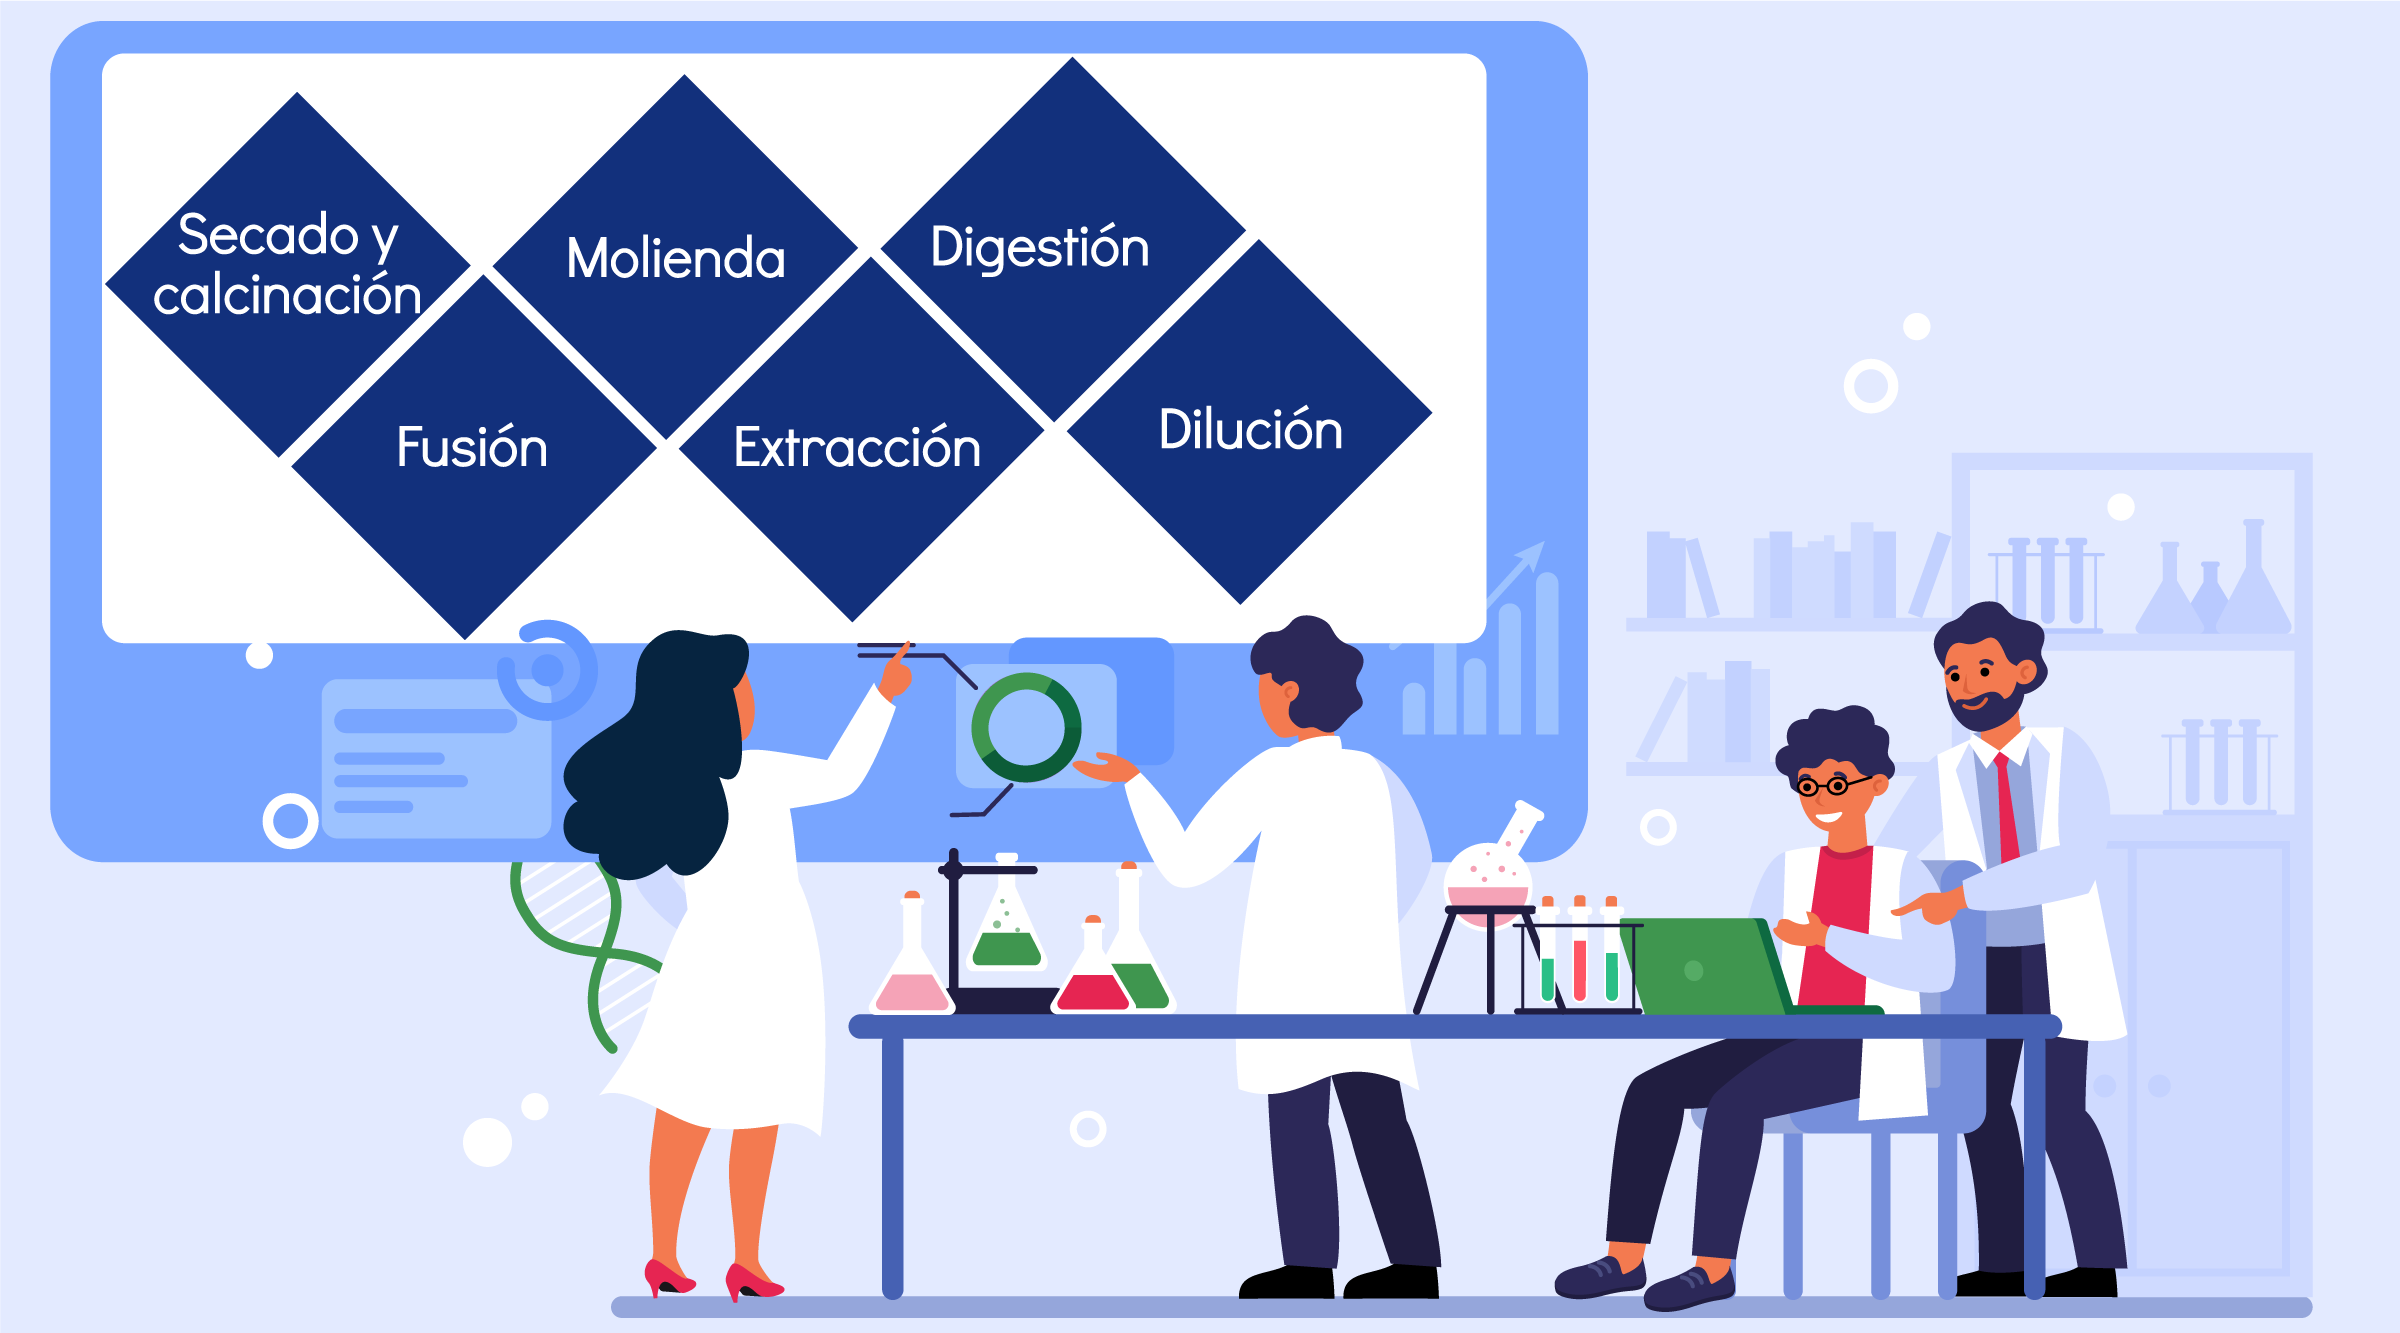 Secado y
calcinación
Molienda
Digestión
Fusión
Extracción
Dilución